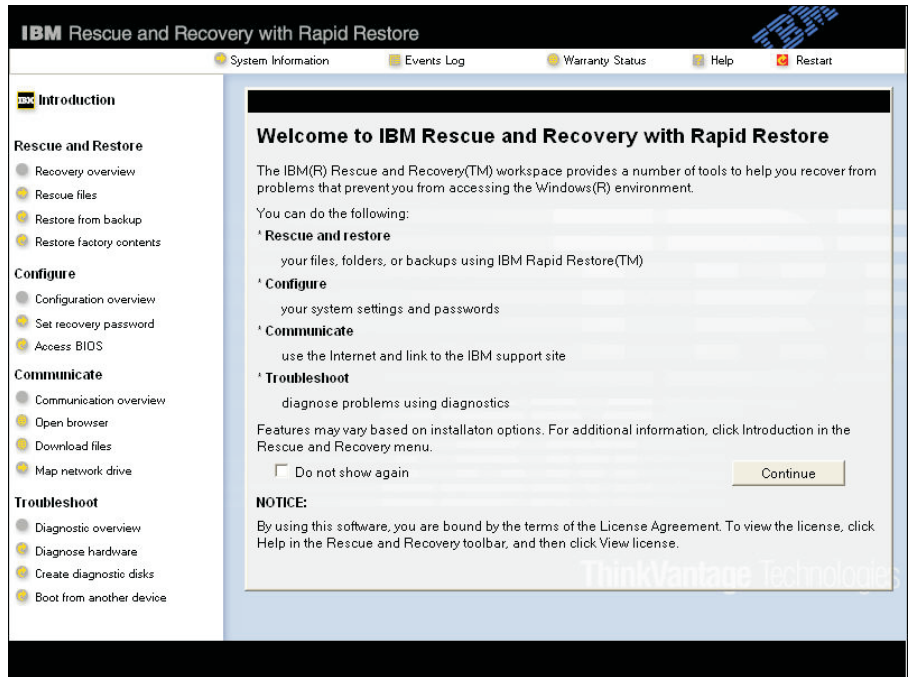 IBM Rescue and Recovery with Rapid Restore
IBM
System Information
Events Log
Warranty Status
Help
Restart
IBM Introduction
Rescue and Restore
Recovery overview
Rescue files
Restore from backup
Restore factory contents
Configure
Configuration overview
Set recovery password
Access BIOS
Communicate
Communication overview
Open browser
Download files
Map network drive
Troubleshoot
Diagnostic overview
Diagnose hardware
Create diagnostic disks
Boot from another device
Welcome to IBM Rescue and Recovery with Rapid Restore
The IBM(R) Rescue and Recovery(TM) workspace provides a number of tools to help you recover from
problems that prevent you from accessing the Windows(R) environment.
You can do the following:
* Rescue and restore
your files, folders, or backups using IBM Rapid Restore(TM)
* Configure
your system settings and passwords
* Communicate
use the Internet and link to the IBM support site
* Troubleshoot
diagnose problems using diagnostics
Features may vary based on installaton options. For additional information, click Introduction in the
Rescue and Recovery menu.
Do not show again
Continue
NOTICE:
By using this software, you are bound by the terms of the License Agreement. To view the license, click
Help in the Rescue and Recovery toolbar, and then click View license.
ThinkVantage Technologies